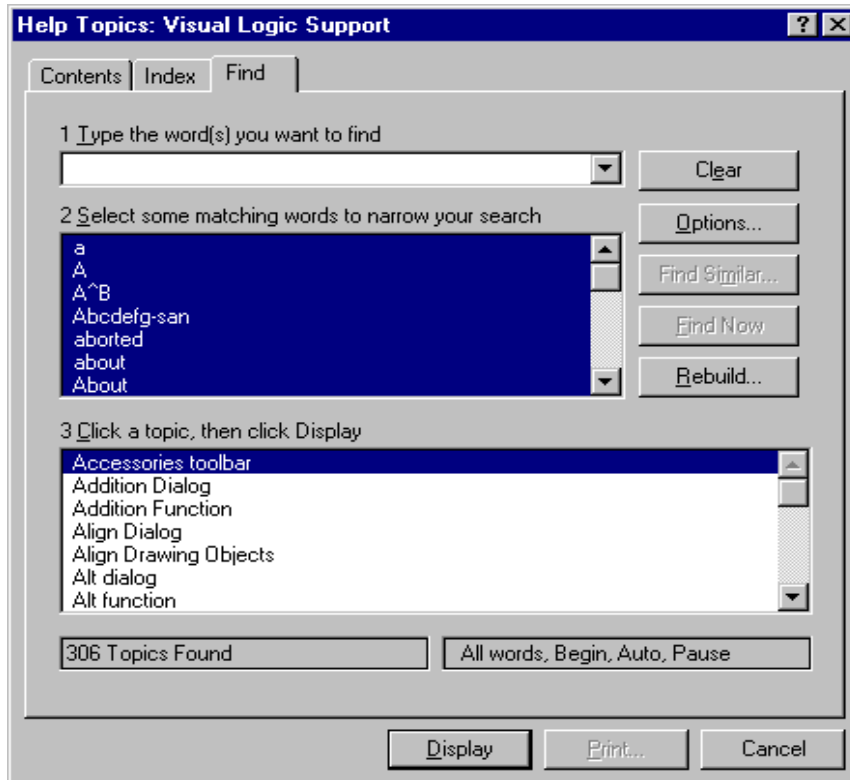 Help Topics: Visual Logic Support
Contents Index Find
1 Type the word(s) you want to find
Clear
2 Select some matching words to narrow your search
Options...
a
A
A^B
Abcdefg-san
aborted
about
About
Find Similar...
Find Now
Rebuild...
3 Click a topic, then click Display
Accessories toolbar
Addition Dialog
Addition Function
Align Dialog
Align Drawing Objects
Alt dialog
Alt function
306 Topics Found All words, Begin, Auto, Pause
Display Print... Cancel